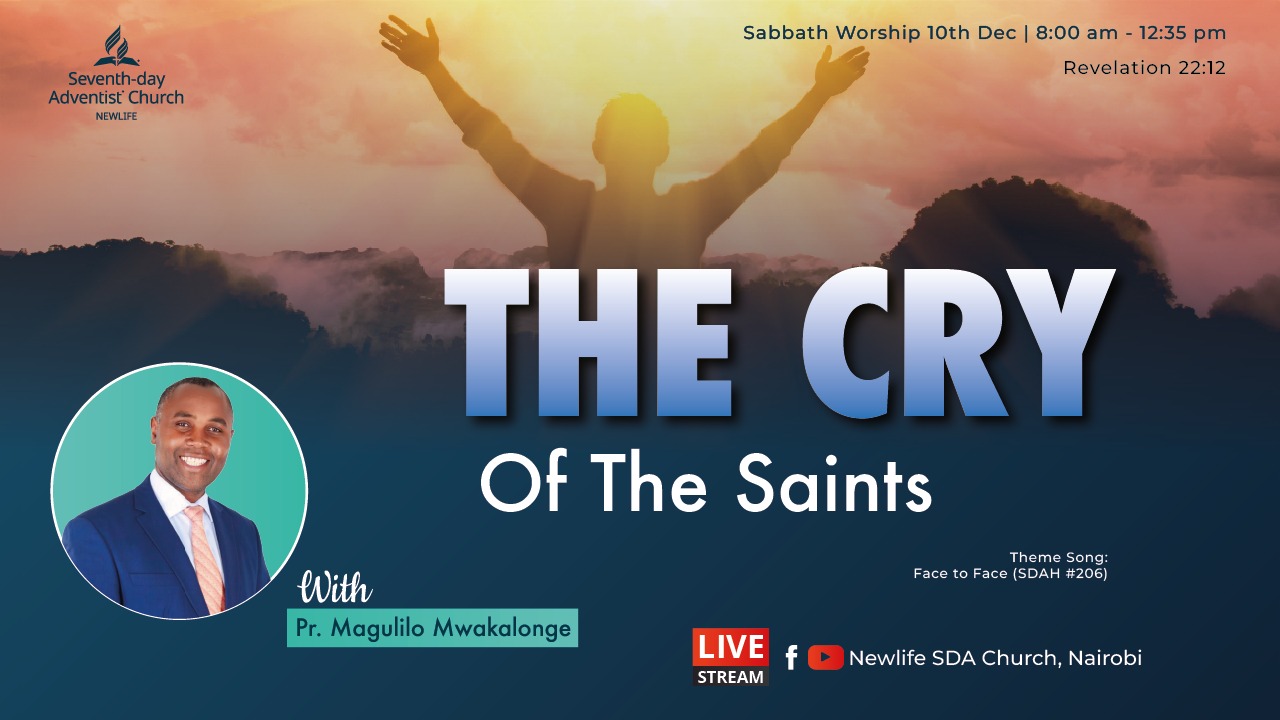 Seventh-day
Adventist Church
NEWLIFE
Sabbath Worship 10th Dec | 8:00 am - 12:35 pm
Revelation 22:12
THE CRY
Of The Saints
Theme Song:
Face to Face (SDAH #206)
With
Pr. Magulilo Mwakalonge
LIVE
STREAM
f Newlife SDA Church, Nairobi